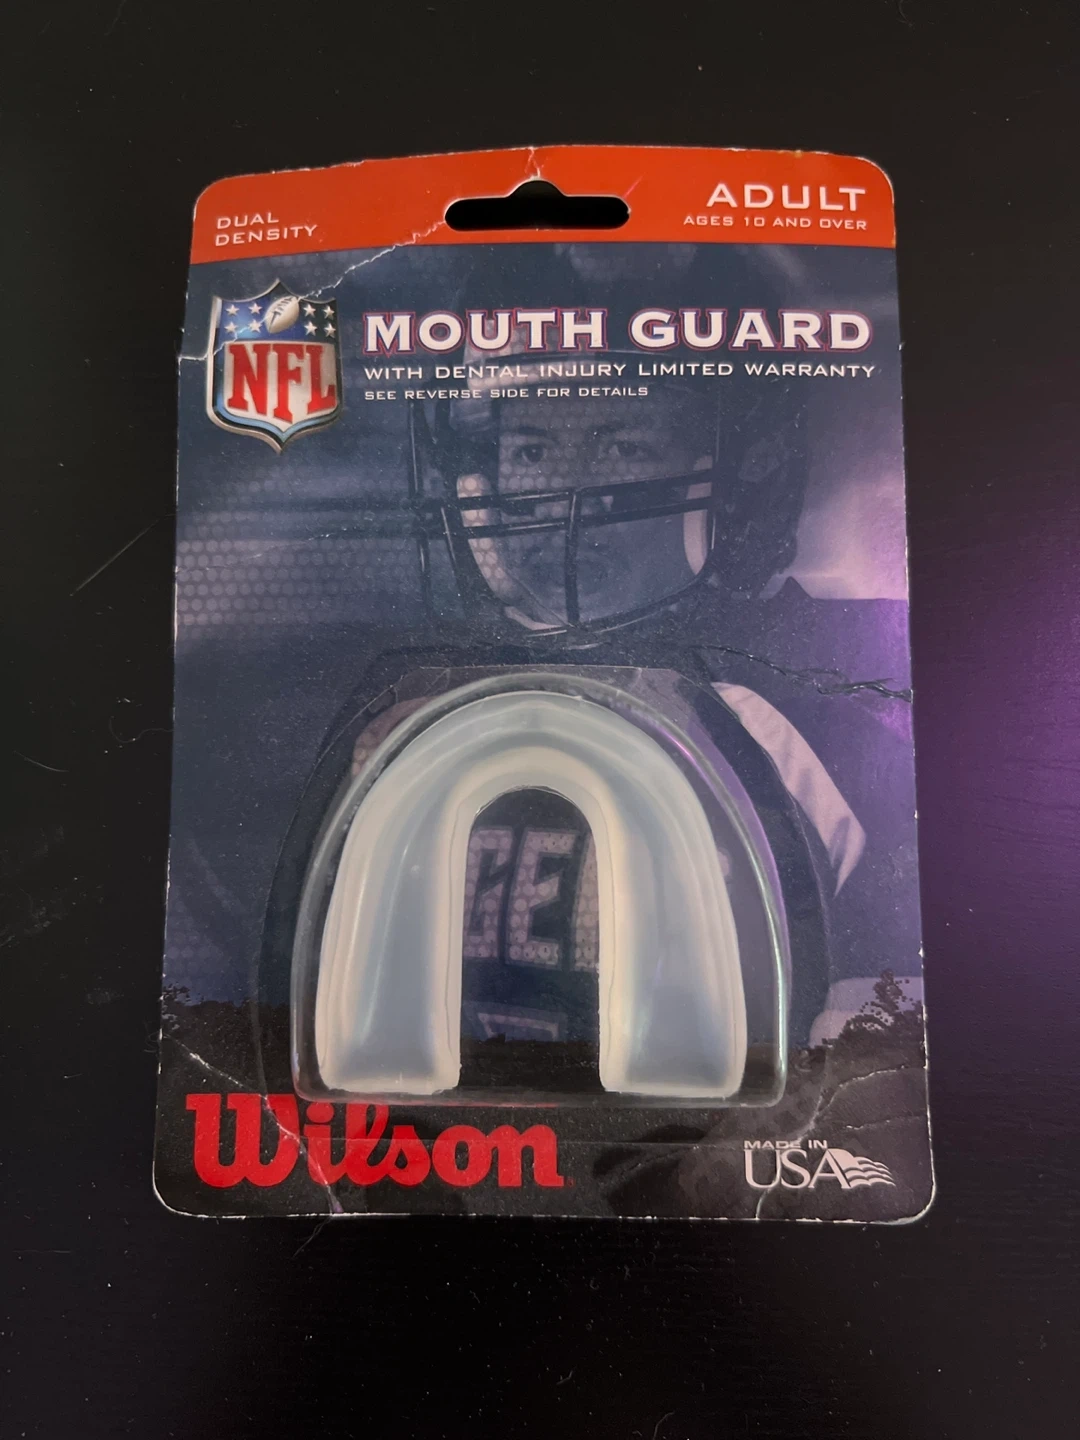 DUAL
DENSITY
ADULT
AGES 10 AND OVER
NFL
MOUTH GUARD
WITH DENTAL INJURY LIMITED WARRANTY
SEE REVERSE SIDE FOR DETAILS
Wilson
MADE IN
USA